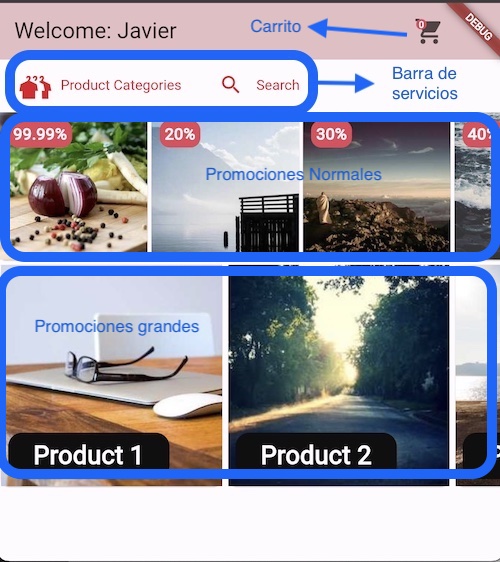 Welcome: Javier
Carrito
0
DEBUG
Product Categories
Search
Barra de
servicios
99.99%
20%
30%
40
Promociones Normales
Promociones grandes
Product 1
Product 2